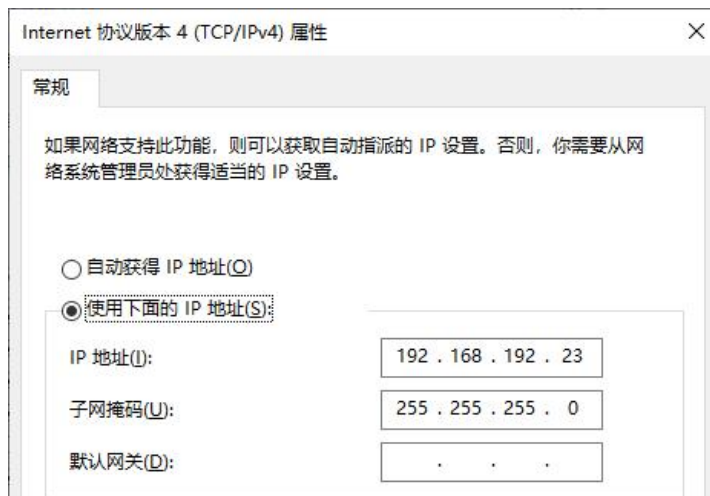 Internet 协议版本 4 (TCP/IPv4) 属性
常规
如果网络支持此功能，则可以获取自动指派的 IP 设置。否则，你需要从网
络系统管理员处获得适当的 IP 设置。
自动获得 IP 地址(O)
使用下面的 IP 地址(S):
IP 地址(I): 192 . 168 . 192 . 23
子网掩码(U): 255 . 255 . 255 . 0
默认网关(D): . . .